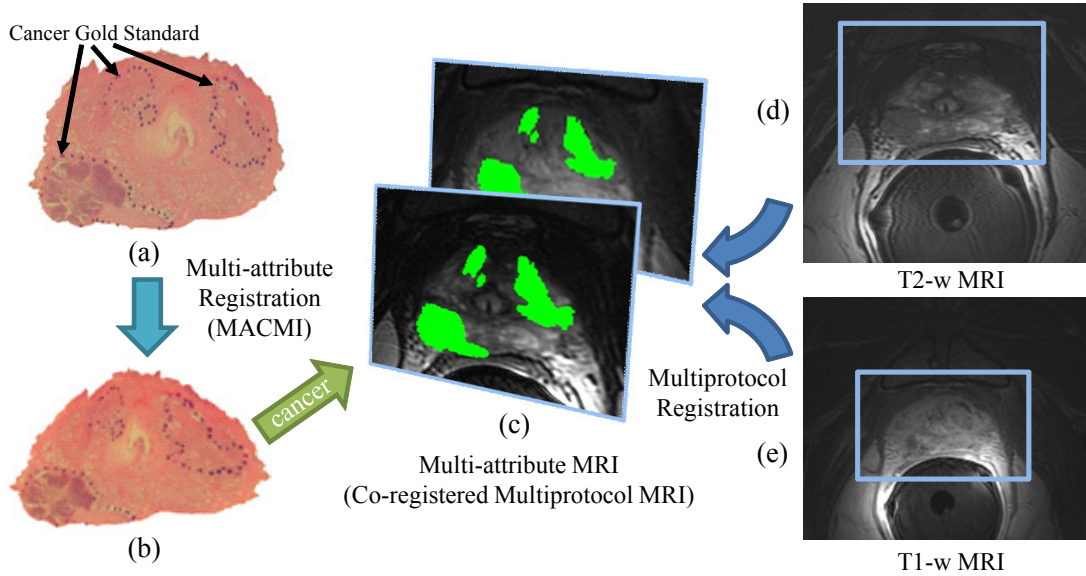 Cancer Gold Standard
(a)
Multi-attribute
Registration
(MACMI)
(b)
cancer
(c)
Multi-attribute MRI
(Co-registered Multiprotocol MRI)
(d)
T2-w MRI
Multiprotocol
Registration
(e)
T1-w MRI